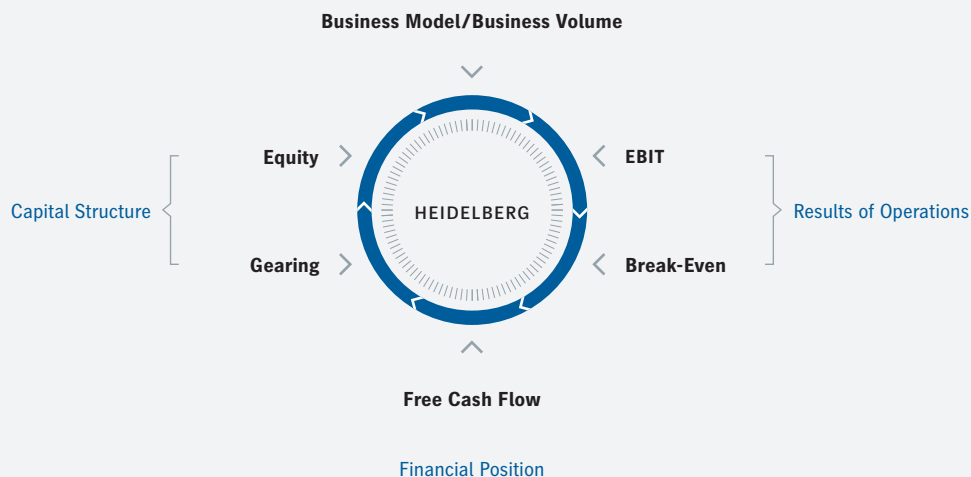 Business Model/Business Volume
Equity
EBIT
Capital Structure
HEIDELBERG
Results of Operations
Gearing
Break-Even
Free Cash Flow
Financial Position